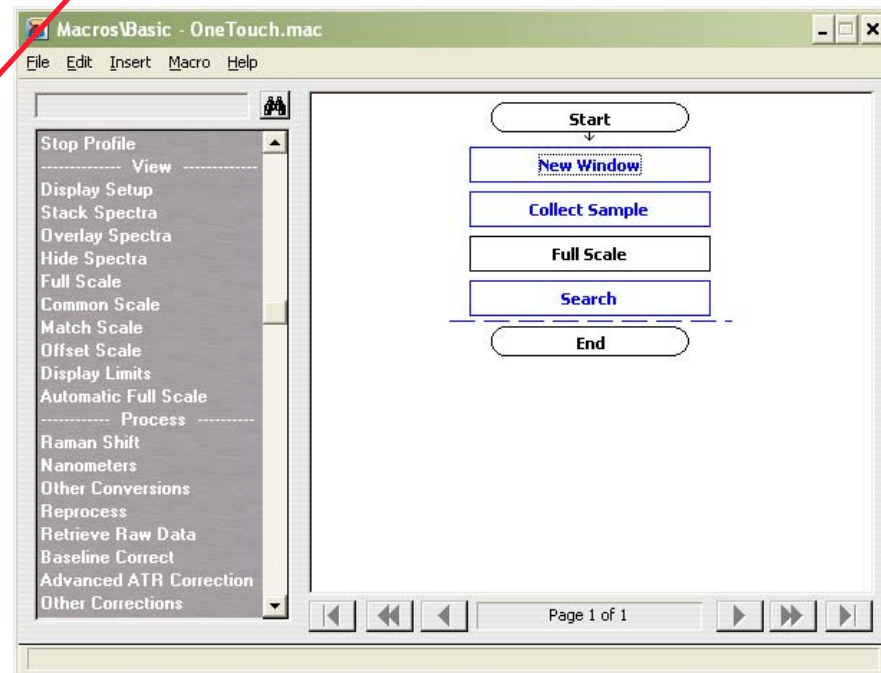 Macros\Basic - OneTouch.mac
File Edit Insert Macro Help
Stop Profile
------------- View ------------
Display Setup
Stack Spectra
Overlay Spectra
Hide Spectra
Full Scale
Common Scale
Match Scale
Offset Scale
Display Limits
Automatic Full Scale
----------- Process ----------
Raman Shift
Nanometers
Other Conversions
Reprocess
Retrieve Raw Data
Baseline Correct
Advanced ATR Correction
Other Corrections
Start
New Window
Collect Sample
Full Scale
Search
End
Page 1 of 1